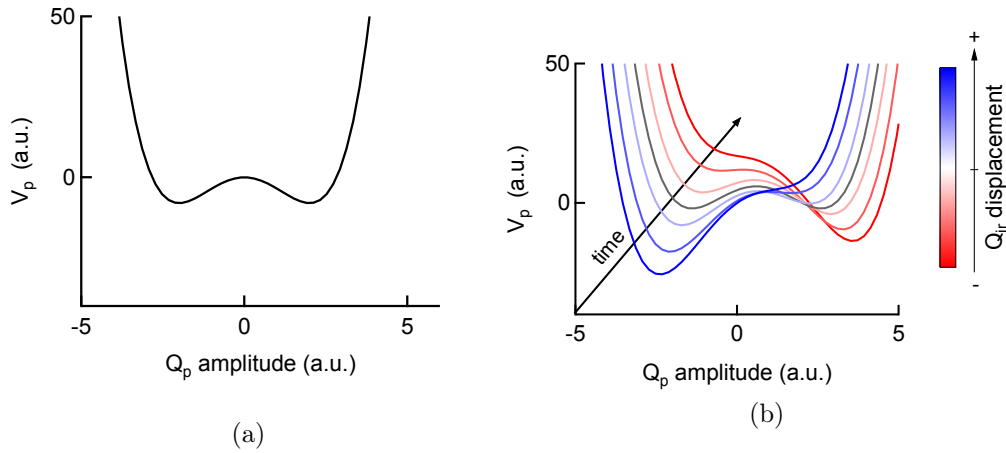 50
0
V_p (a.u.)
-5
0
5
Q_p amplitude (a.u.)
(a)
50
0
V_p (a.u.)
time
-5
0
5
Q_p amplitude (a.u.)
(b)
+
-
-
Q_ir displacement